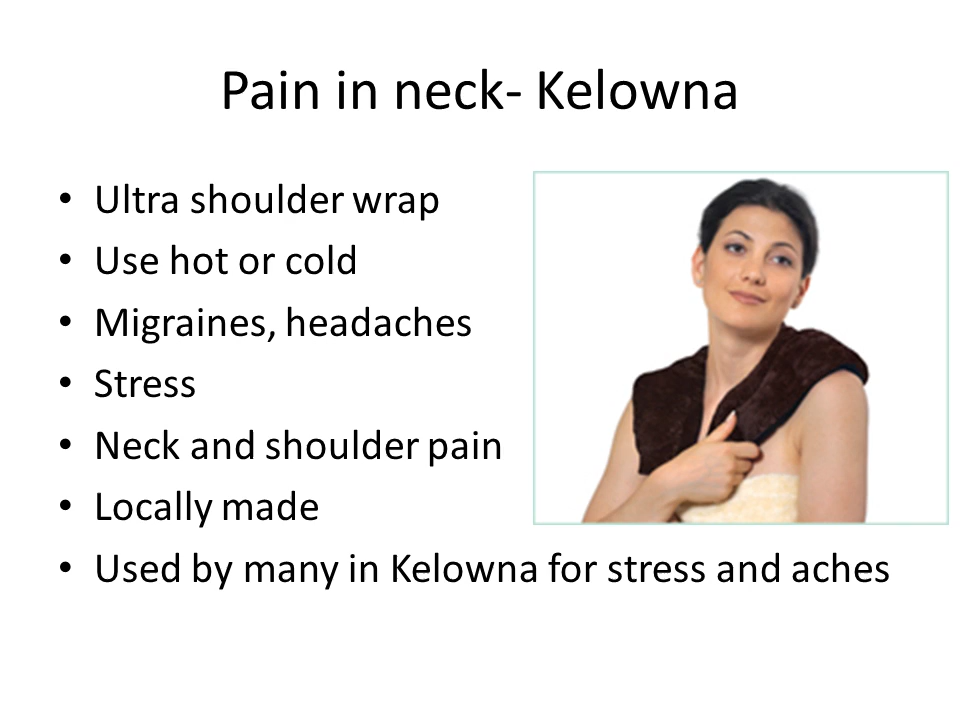 Pain in neck- Kelowna
• Ultra shoulder wrap
• Use hot or cold
• Migraines, headaches
• Stress
• Neck and shoulder pain
• Locally made
• Used by many in Kelowna for stress and aches